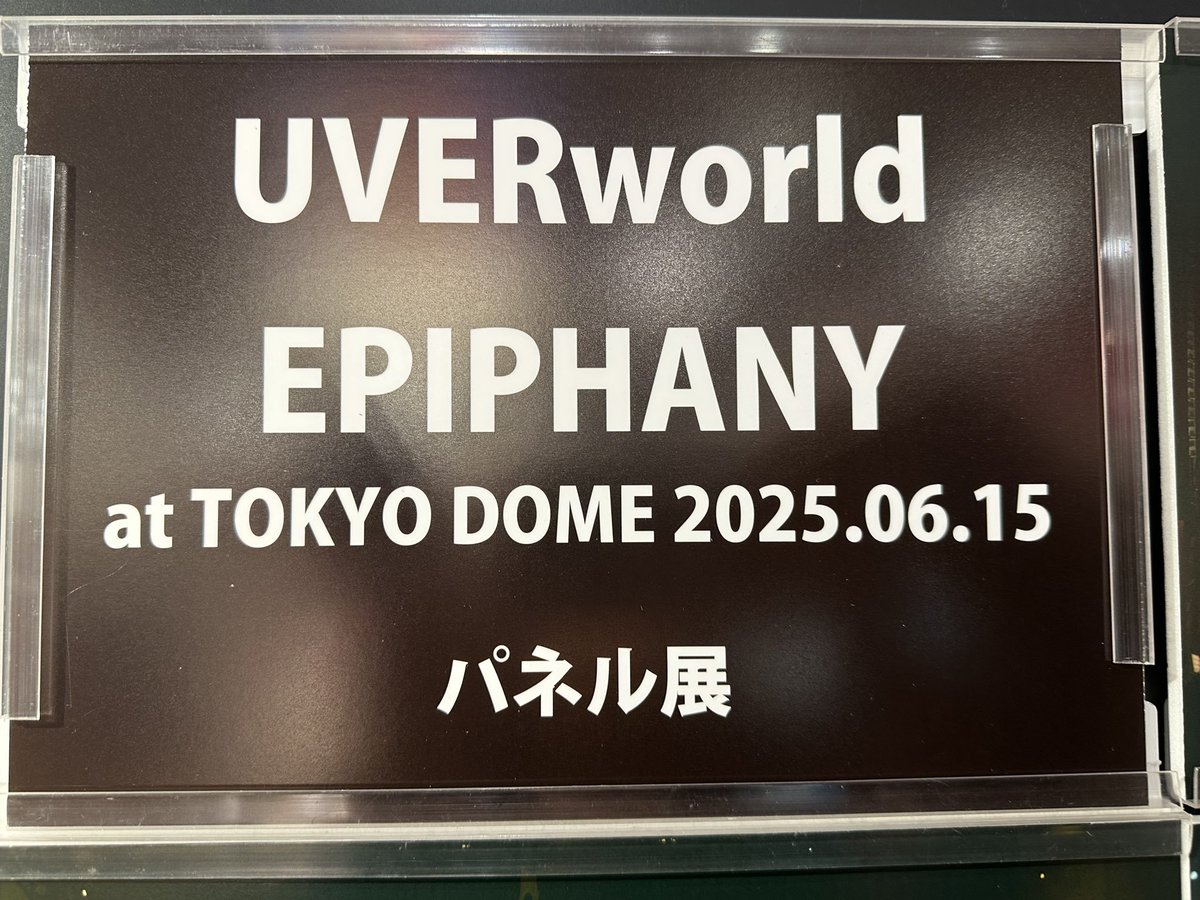 UVERworld
EPIPHANY
at TOKYO DOME 2025.06.15
パネル展